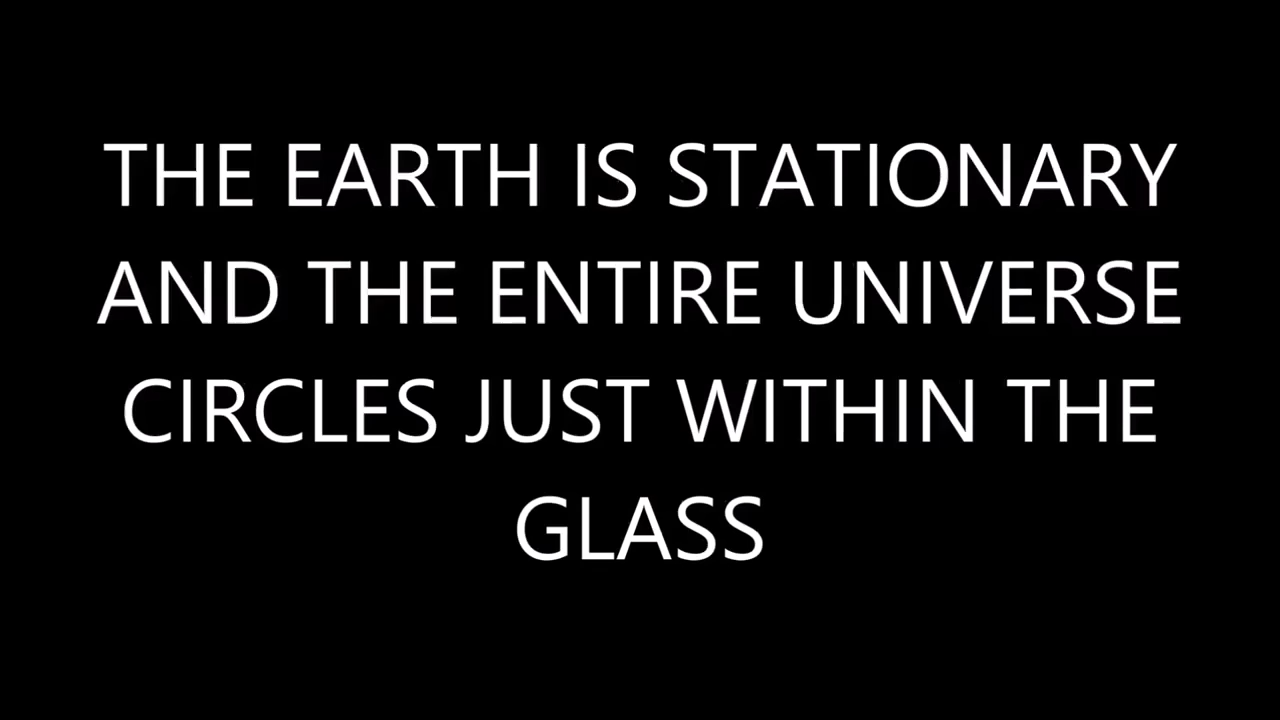 THE EARTH IS STATIONARY
AND THE ENTIRE UNIVERSE
CIRCLES JUST WITHIN THE
GLASS